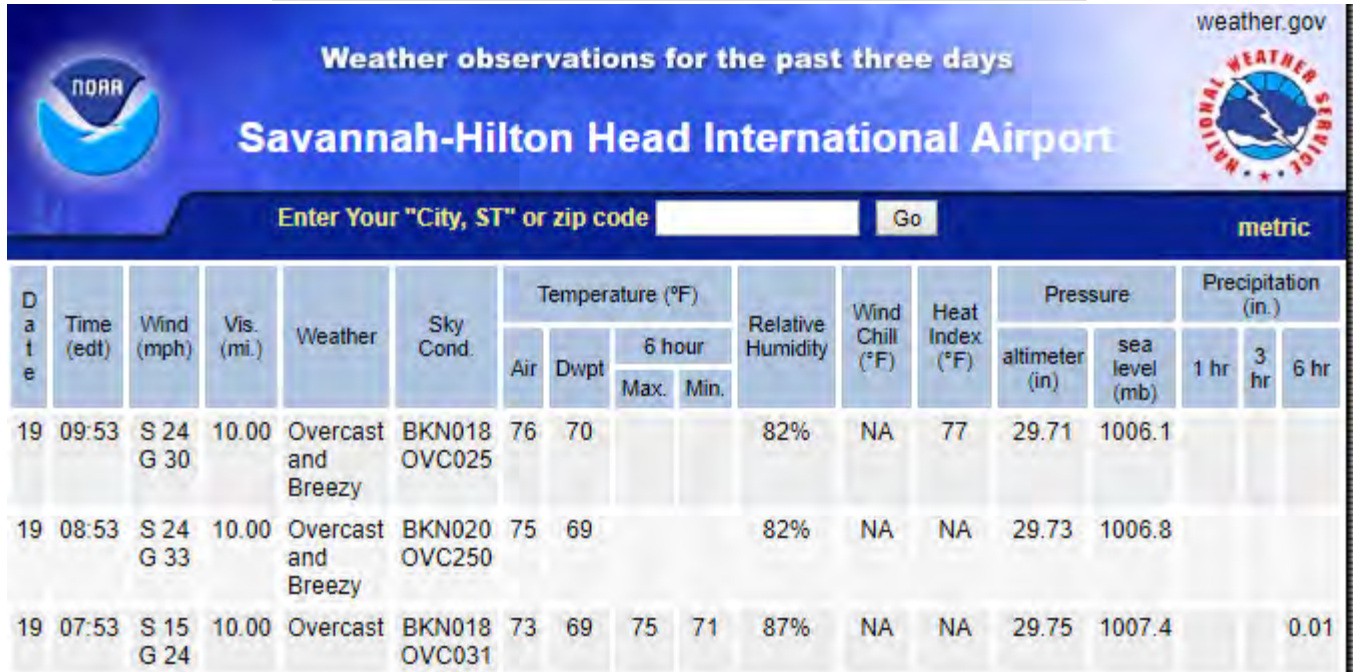 weather.gov
Weather observations for the past three days
NOAA
Savannah-Hilton Head International Airport
NATIONAL WEATHER SERVICE
Enter Your "City, ST" or zip code Go
metric
Date Time (edt) Wind (mph) Vis. (mi.) Weather Sky Cond. Temperature (ºF) Relative Humidity Wind Chill (°F) Heat Index (°F) Pressure Precipitation (in.)
Air Dwpt 6 hour altimeter (in) sea level (mb) 1 hr 3 hr 6 hr
Max. Min.
19 09:53 S 24 10.00 Overcast BKN018 76 70 82% NA 77 29.71 1006.1
G 30 and OVC025
Breezy
19 08:53 S 24 10.00 Overcast BKN020 75 69 82% NA NA 29.73 1006.8
G 33 and OVC250
Breezy
19 07:53 S 15 10.00 Overcast BKN018 73 69 75 71 87% NA NA 29.75 1007.4 0.01
G 24 OVC031